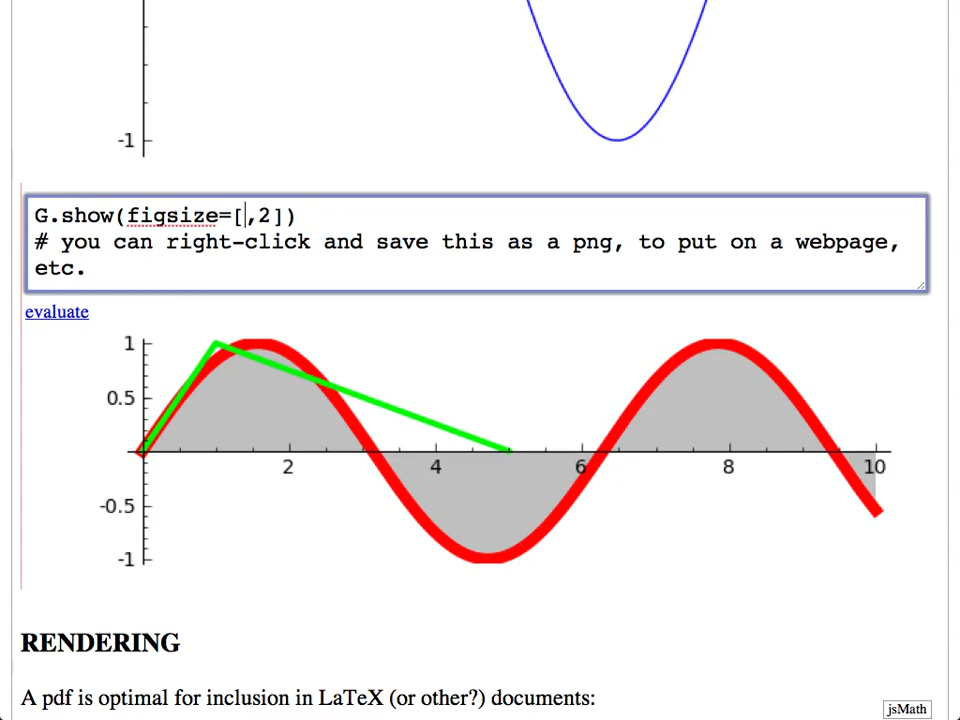 -1
G.show(figsize=[,2])
# you can right-click and save this as a png, to put on a webpage,
etc.
evaluate
1
0.5
2 4 6 8 10
-0.5
-1
RENDERING
A pdf is optimal for inclusion in LaTeX (or other?) documents:
jsMath